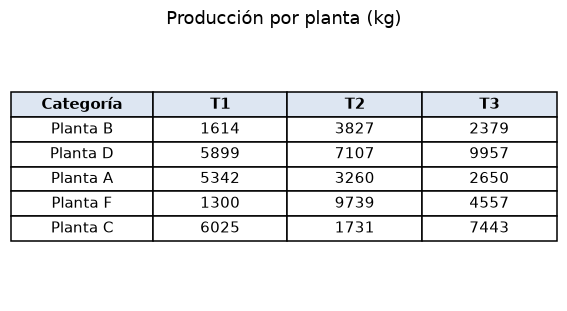 Producción por planta (kg)
Categoría T1 T2 T3
Planta B 1614 3827 2379
Planta D 5899 7107 9957
Planta A 5342 3260 2650
Planta F 1300 9739 4557
Planta C 6025 1731 7443